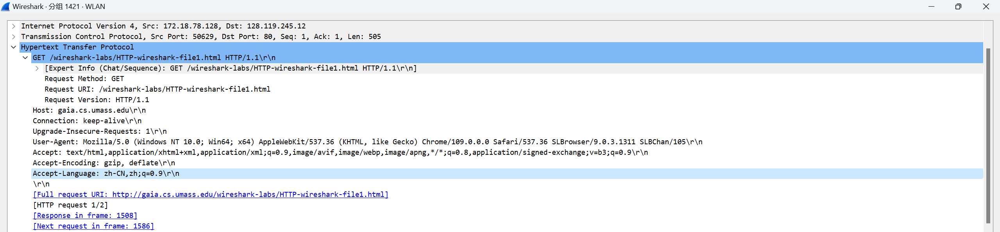 Wireshark · 分组 1421 · WLAN
Internet Protocol Version 4, Src: 172.18.78.128, Dst: 128.119.245.12
Transmission Control Protocol, Src Port: 50629, Dst Port: 80, Seq: 1, Ack: 1, Len: 505
Hypertext Transfer Protocol
GET /wireshark-labs/HTTP-wireshark-file1.html HTTP/1.1\r\n
[Expert Info (Chat/Sequence): GET /wireshark-labs/HTTP-wireshark-file1.html HTTP/1.1\r\n]
Request Method: GET
Request URI: /wireshark-labs/HTTP-wireshark-file1.html
Request Version: HTTP/1.1
Host: gaia.cs.umass.edu\r\n
Connection: keep-alive\r\n
Upgrade-Insecure-Requests: 1\r\n
User-Agent: Mozilla/5.0 (Windows NT 10.0; Win64; x64) AppleWebKit/537.36 (KHTML, like Gecko) Chrome/109.0.0.0 Safari/537.36 SLBrowser/9.0.3.1311 SLBChan/105\r\n
Accept: text/html,application/xhtml+xml,application/xml;q=0.9,image/avif,image/webp,image/apng,*/*;q=0.8,application/signed-exchange;v=b3;q=0.9\r\n
Accept-Encoding: gzip, deflate\r\n
Accept-Language: zh-CN,zh;q=0.9\r\n
\r\n
[Full request URI: http://gaia.cs.umass.edu/wireshark-labs/HTTP-wireshark-file1.html]
[HTTP request 1/2]
[Response in frame: 1508]
[Next request in frame: 1586]